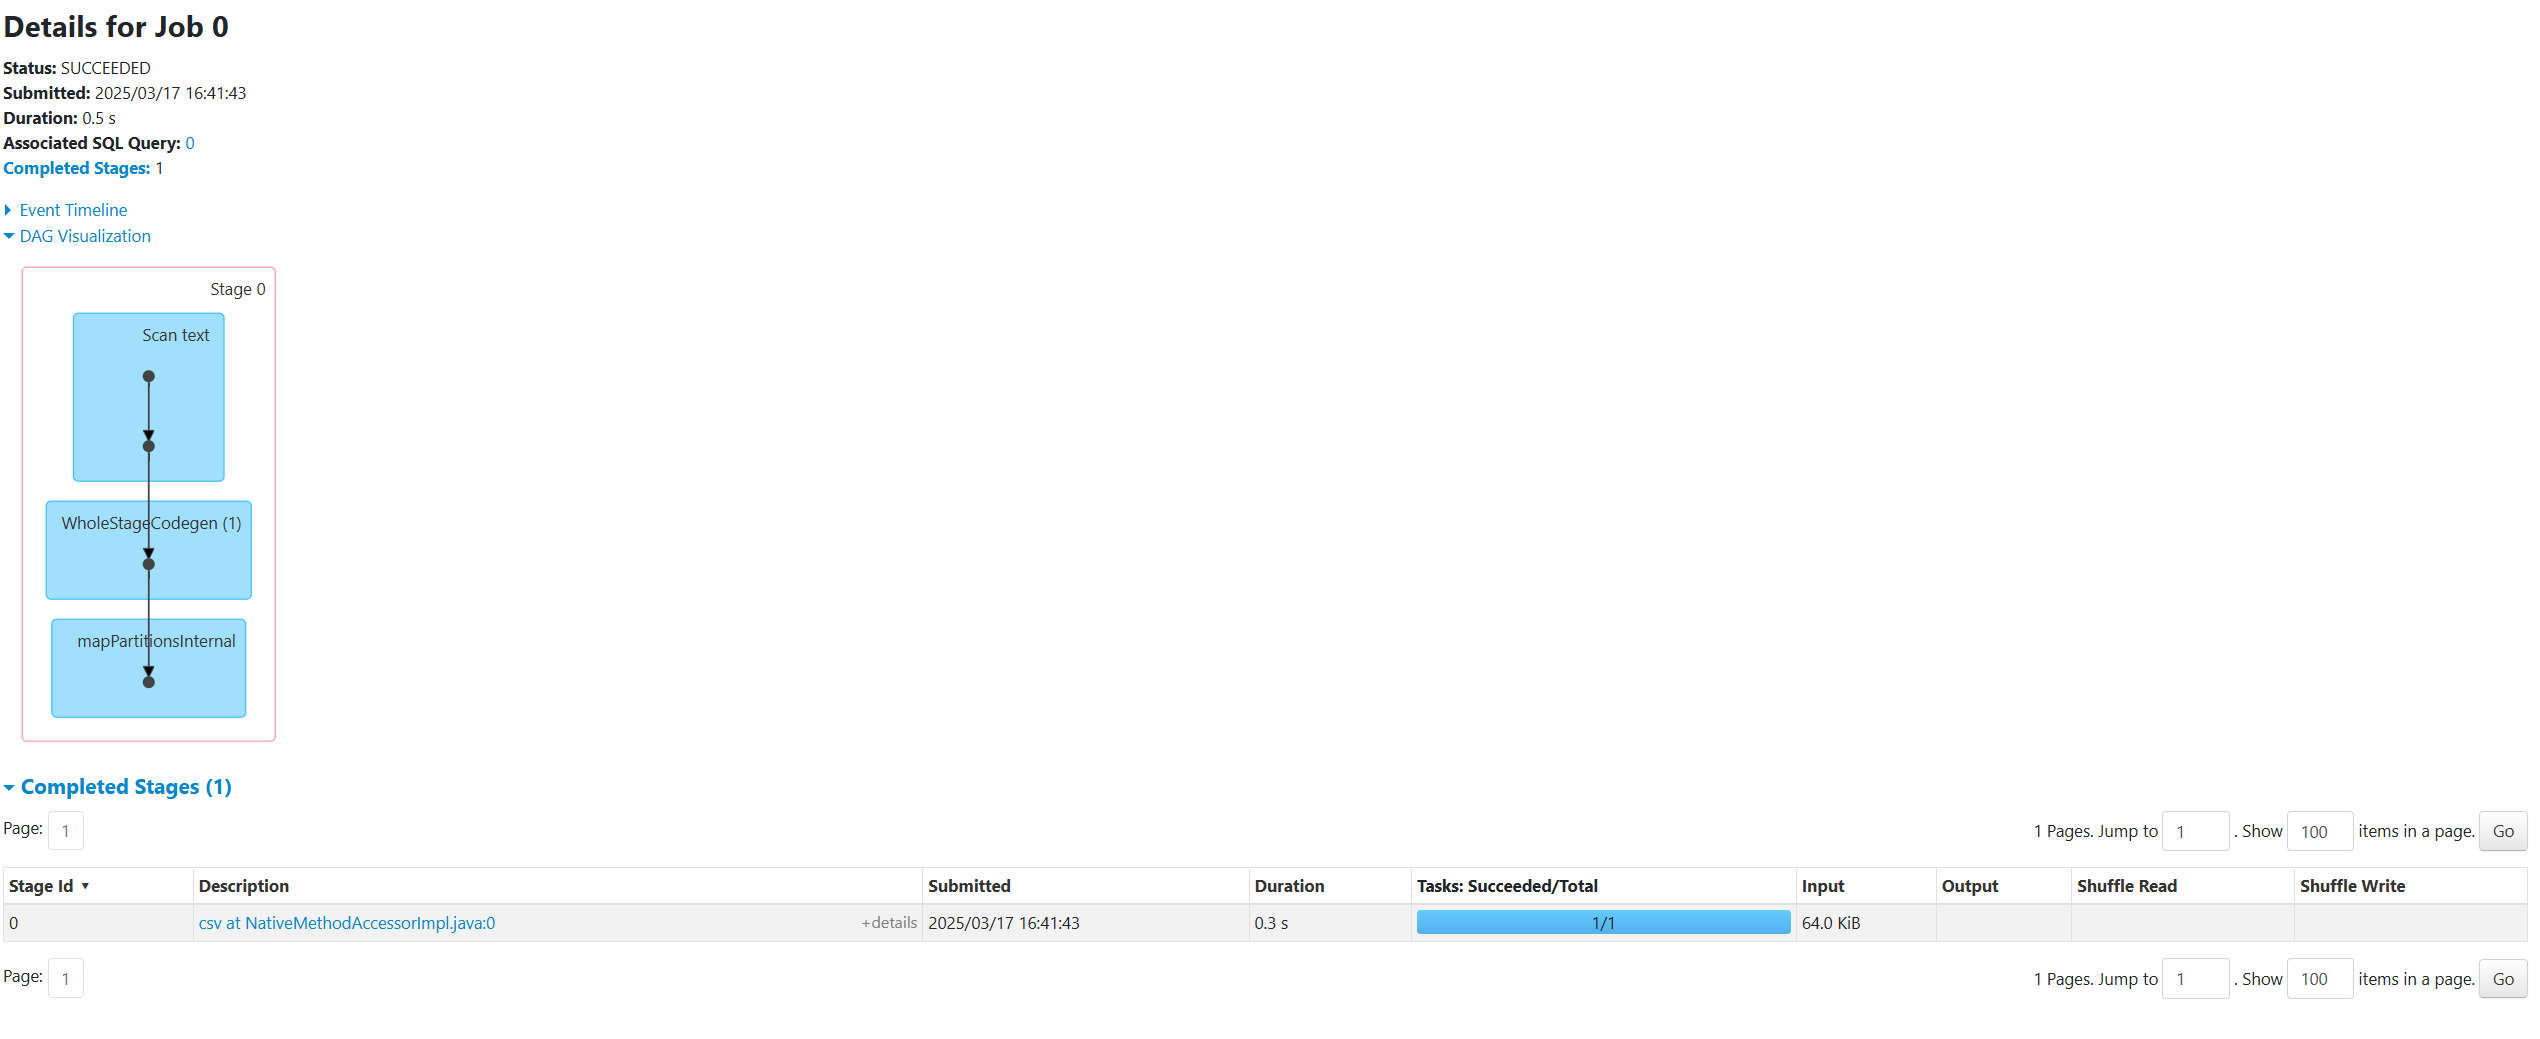 Details for Job 0
Status: SUCCEEDED
Submitted: 2025/03/17 16:41:43
Duration: 0.5 s
Associated SQL Query: 0
Completed Stages: 1
Event Timeline
DAG Visualization
Stage 0
Scan text
WholeStageCodegen (1)
mapPartitionsInternal
Completed Stages (1)
Page: 1
1 Pages. Jump to 1 . Show 100 items in a page. Go
Stage Id ▾ Description Submitted Duration Tasks: Succeeded/Total Input Output Shuffle Read Shuffle Write
0 csv at NativeMethodAccessorImpl.java:0 +details 2025/03/17 16:41:43 0.3 s 1/1 64.0 KiB
Page: 1
1 Pages. Jump to 1 . Show 100 items in a page. Go